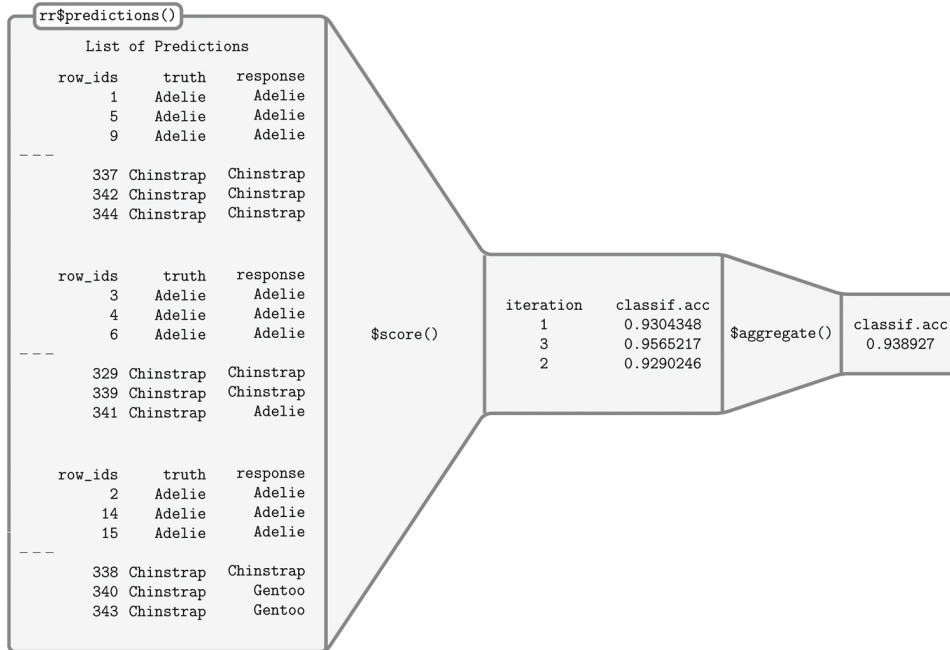 rr$predictions()
List of Predictions
row_ids truth response
1 Adelie Adelie
5 Adelie Adelie
9 Adelie Adelie
---
337 Chinstrap Chinstrap
342 Chinstrap Chinstrap
344 Chinstrap Chinstrap
row_ids truth response
3 Adelie Adelie
4 Adelie Adelie
6 Adelie Adelie
---
329 Chinstrap Chinstrap
339 Chinstrap Chinstrap
341 Chinstrap Adelie
row_ids truth response
2 Adelie Adelie
14 Adelie Adelie
15 Adelie Adelie
---
338 Chinstrap Chinstrap
340 Chinstrap Gentoo
343 Chinstrap Gentoo
$score()
iteration classif.acc
1 0.9304348
3 0.9565217
2 0.9290246
$aggregate()
classif.acc
0.938927